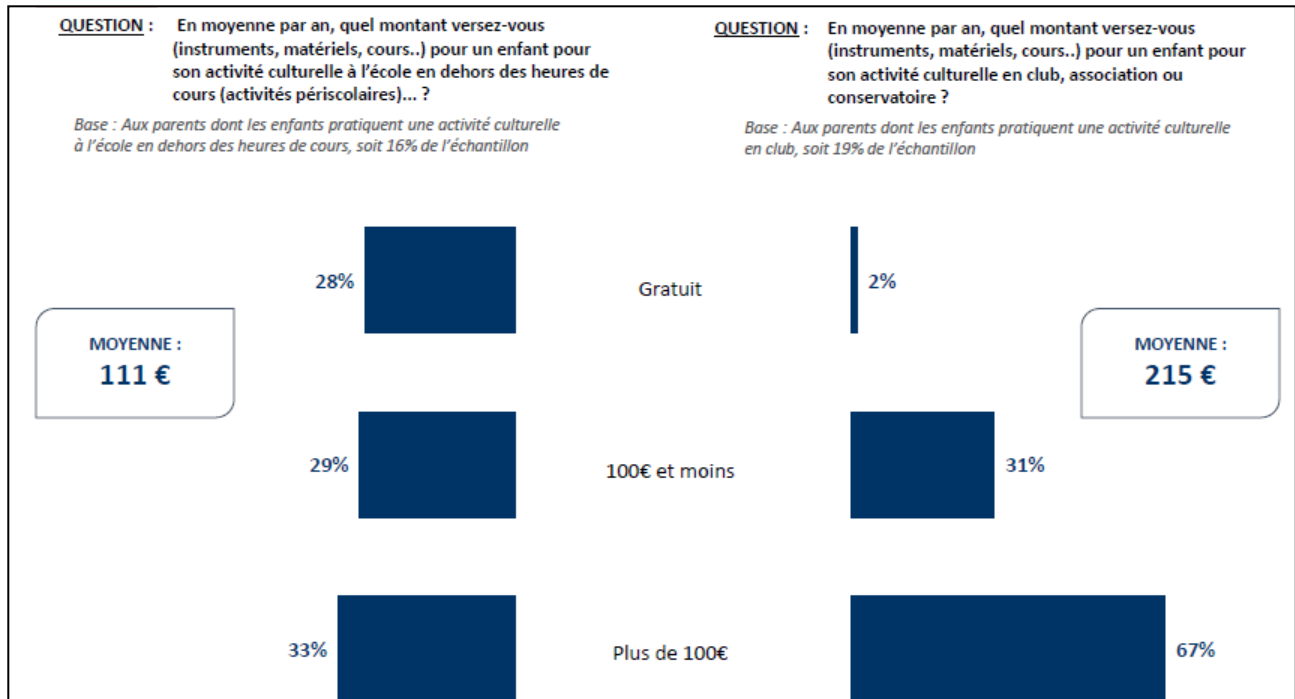 QUESTION : En moyenne par an, quel montant versez-vous
(instruments, matériels, cours..) pour un enfant pour
son activité culturelle à l'école en dehors des heures de
cours (activités périscolaires)... ?
Base : Aux parents dont les enfants pratiquent une activité culturelle
à l'école en dehors des heures de cours, soit 16% de l'échantillon
QUESTION : En moyenne par an, quel montant versez-vous
(instruments, matériels, cours..) pour un enfant pour
son activité culturelle en club, association ou
conservatoire ?
Base : Aux parents dont les enfants pratiquent une activité culturelle
en club, soit 19% de l'échantillon
28%
Gratuit
2%
MOYENNE :
111 €
MOYENNE :
215 €
29%
100€ et moins
31%
33%
Plus de 100€
67%